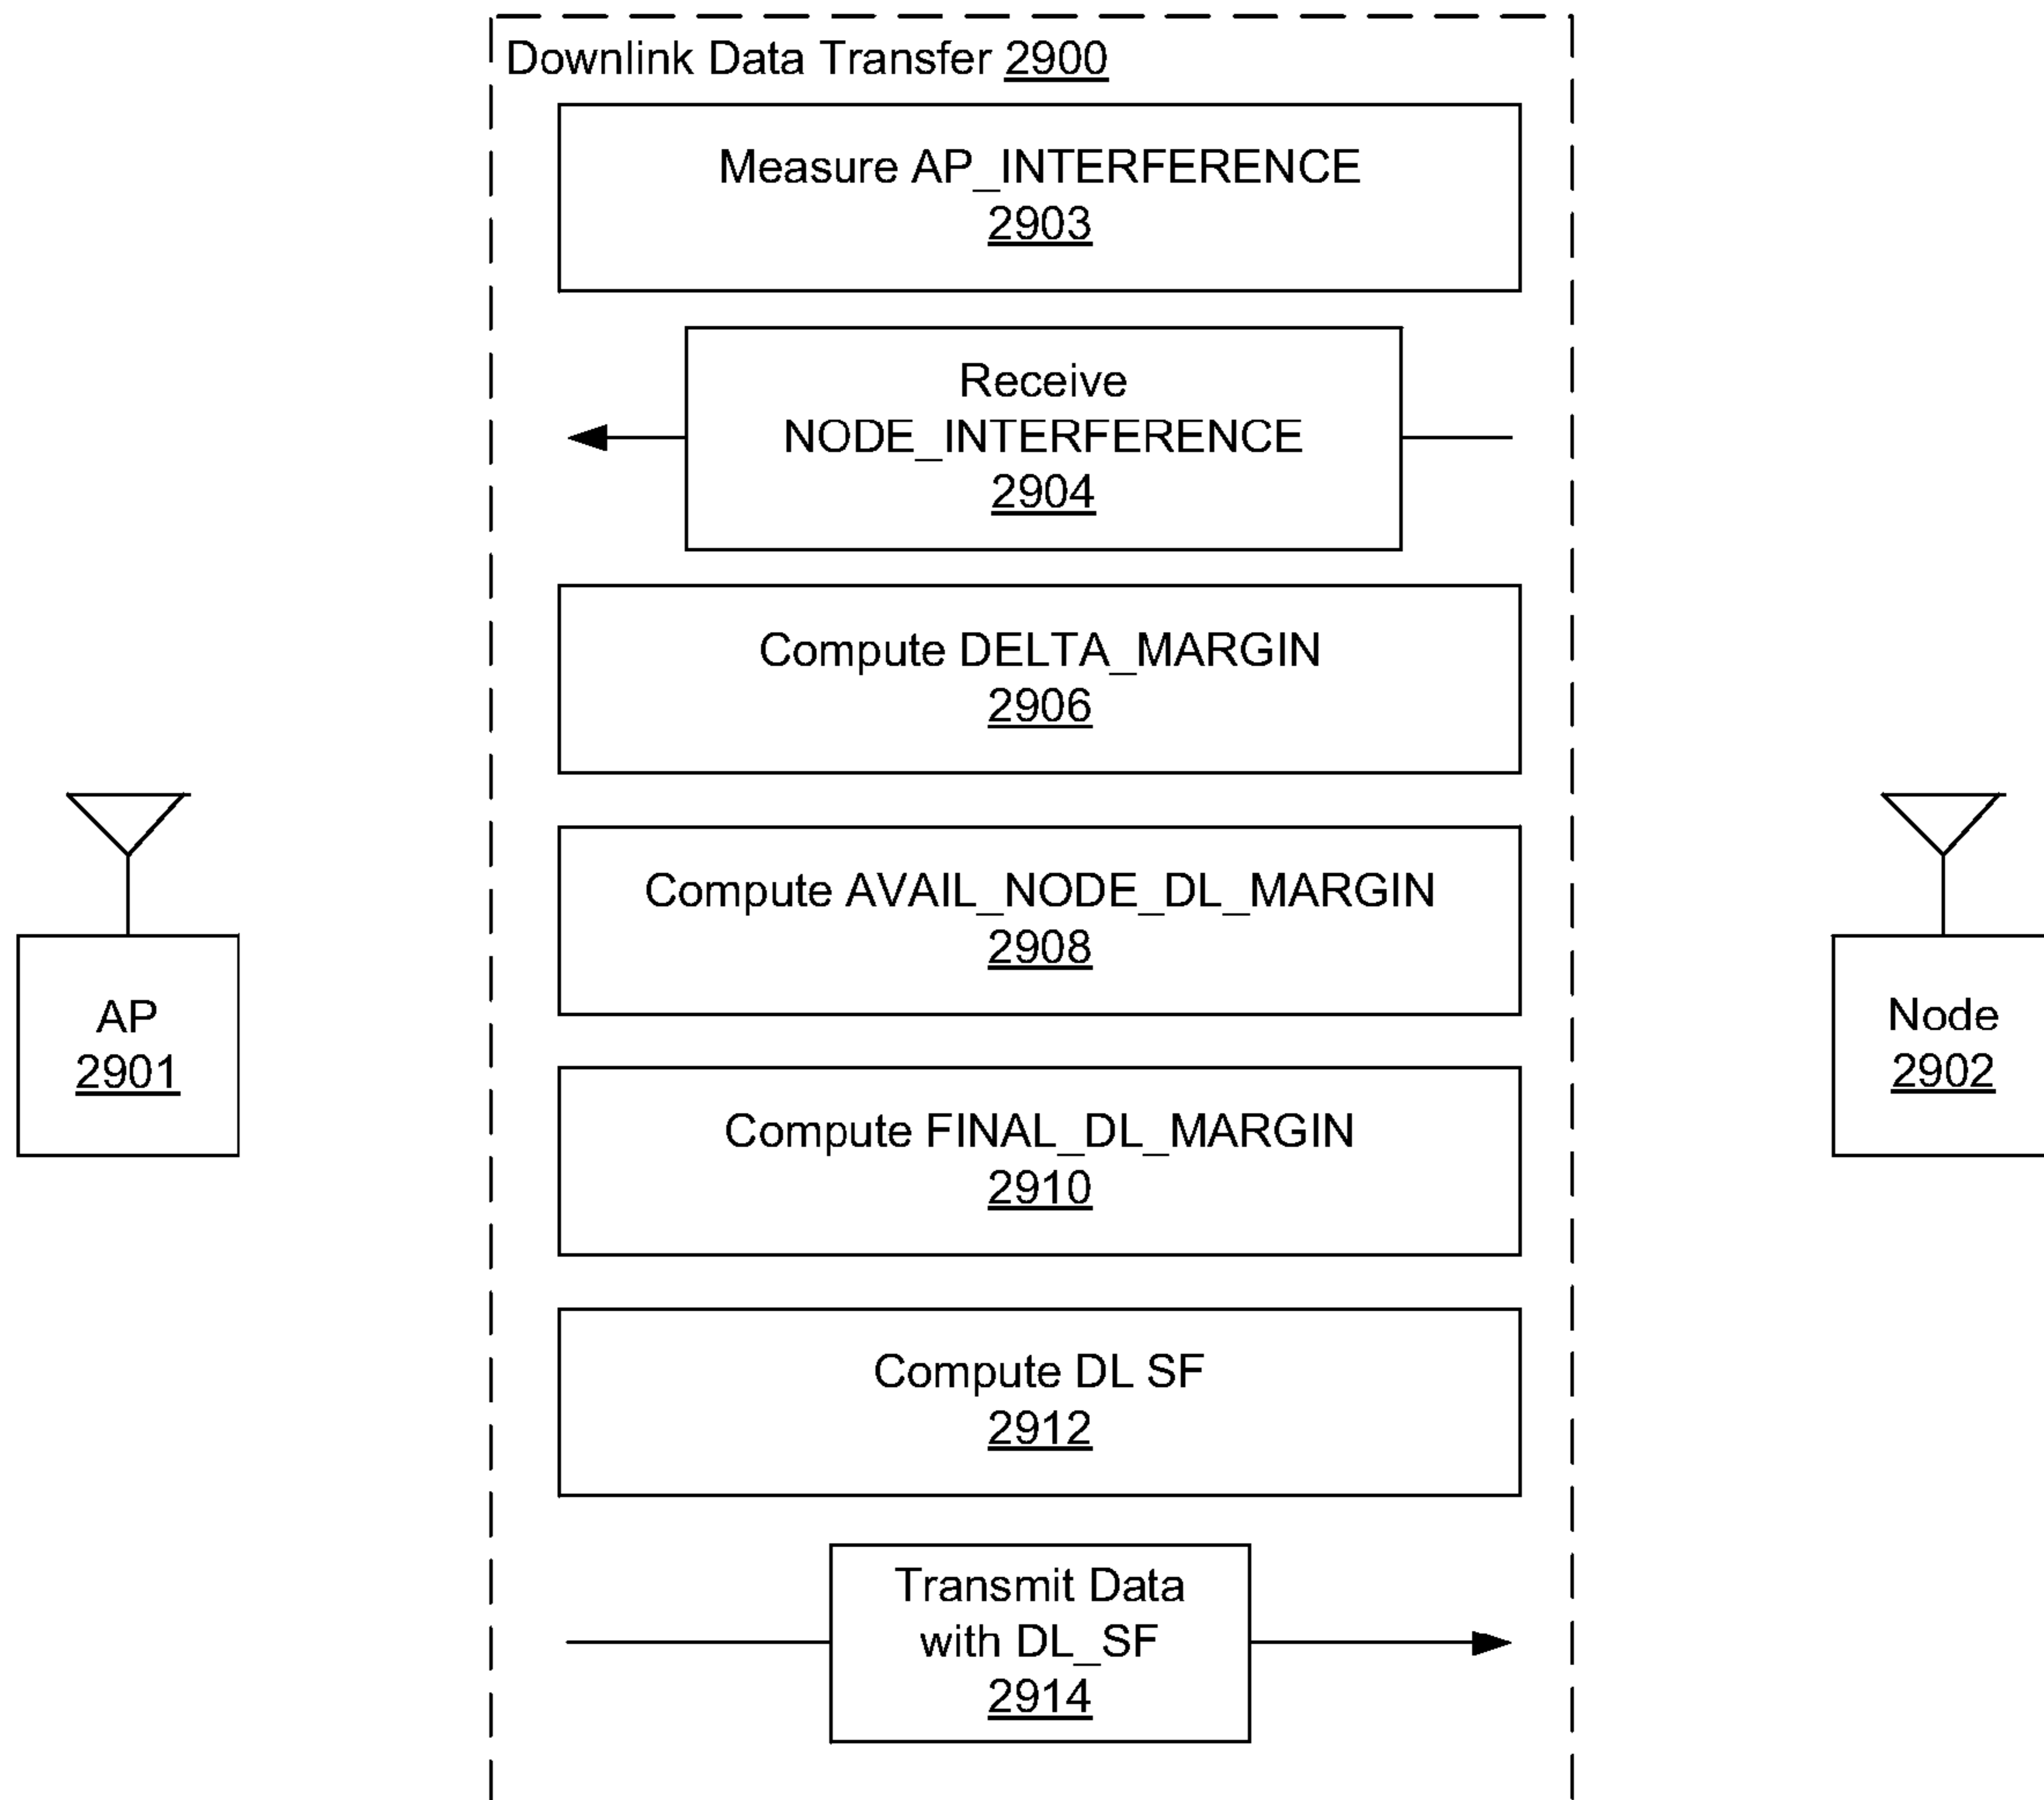 Downlink Data Transfer 2900
Measure AP_INTERFERENCE
2903
Receive
NODE_INTERFERENCE
2904
Compute DELTA_MARGIN
2906
Compute AVAIL_NODE_DL_MARGIN
2908
AP
2901
Node
2902
Compute FINAL_DL_MARGIN
2910
Compute DL SF
2912
Transmit Data
with DL_SF
2914